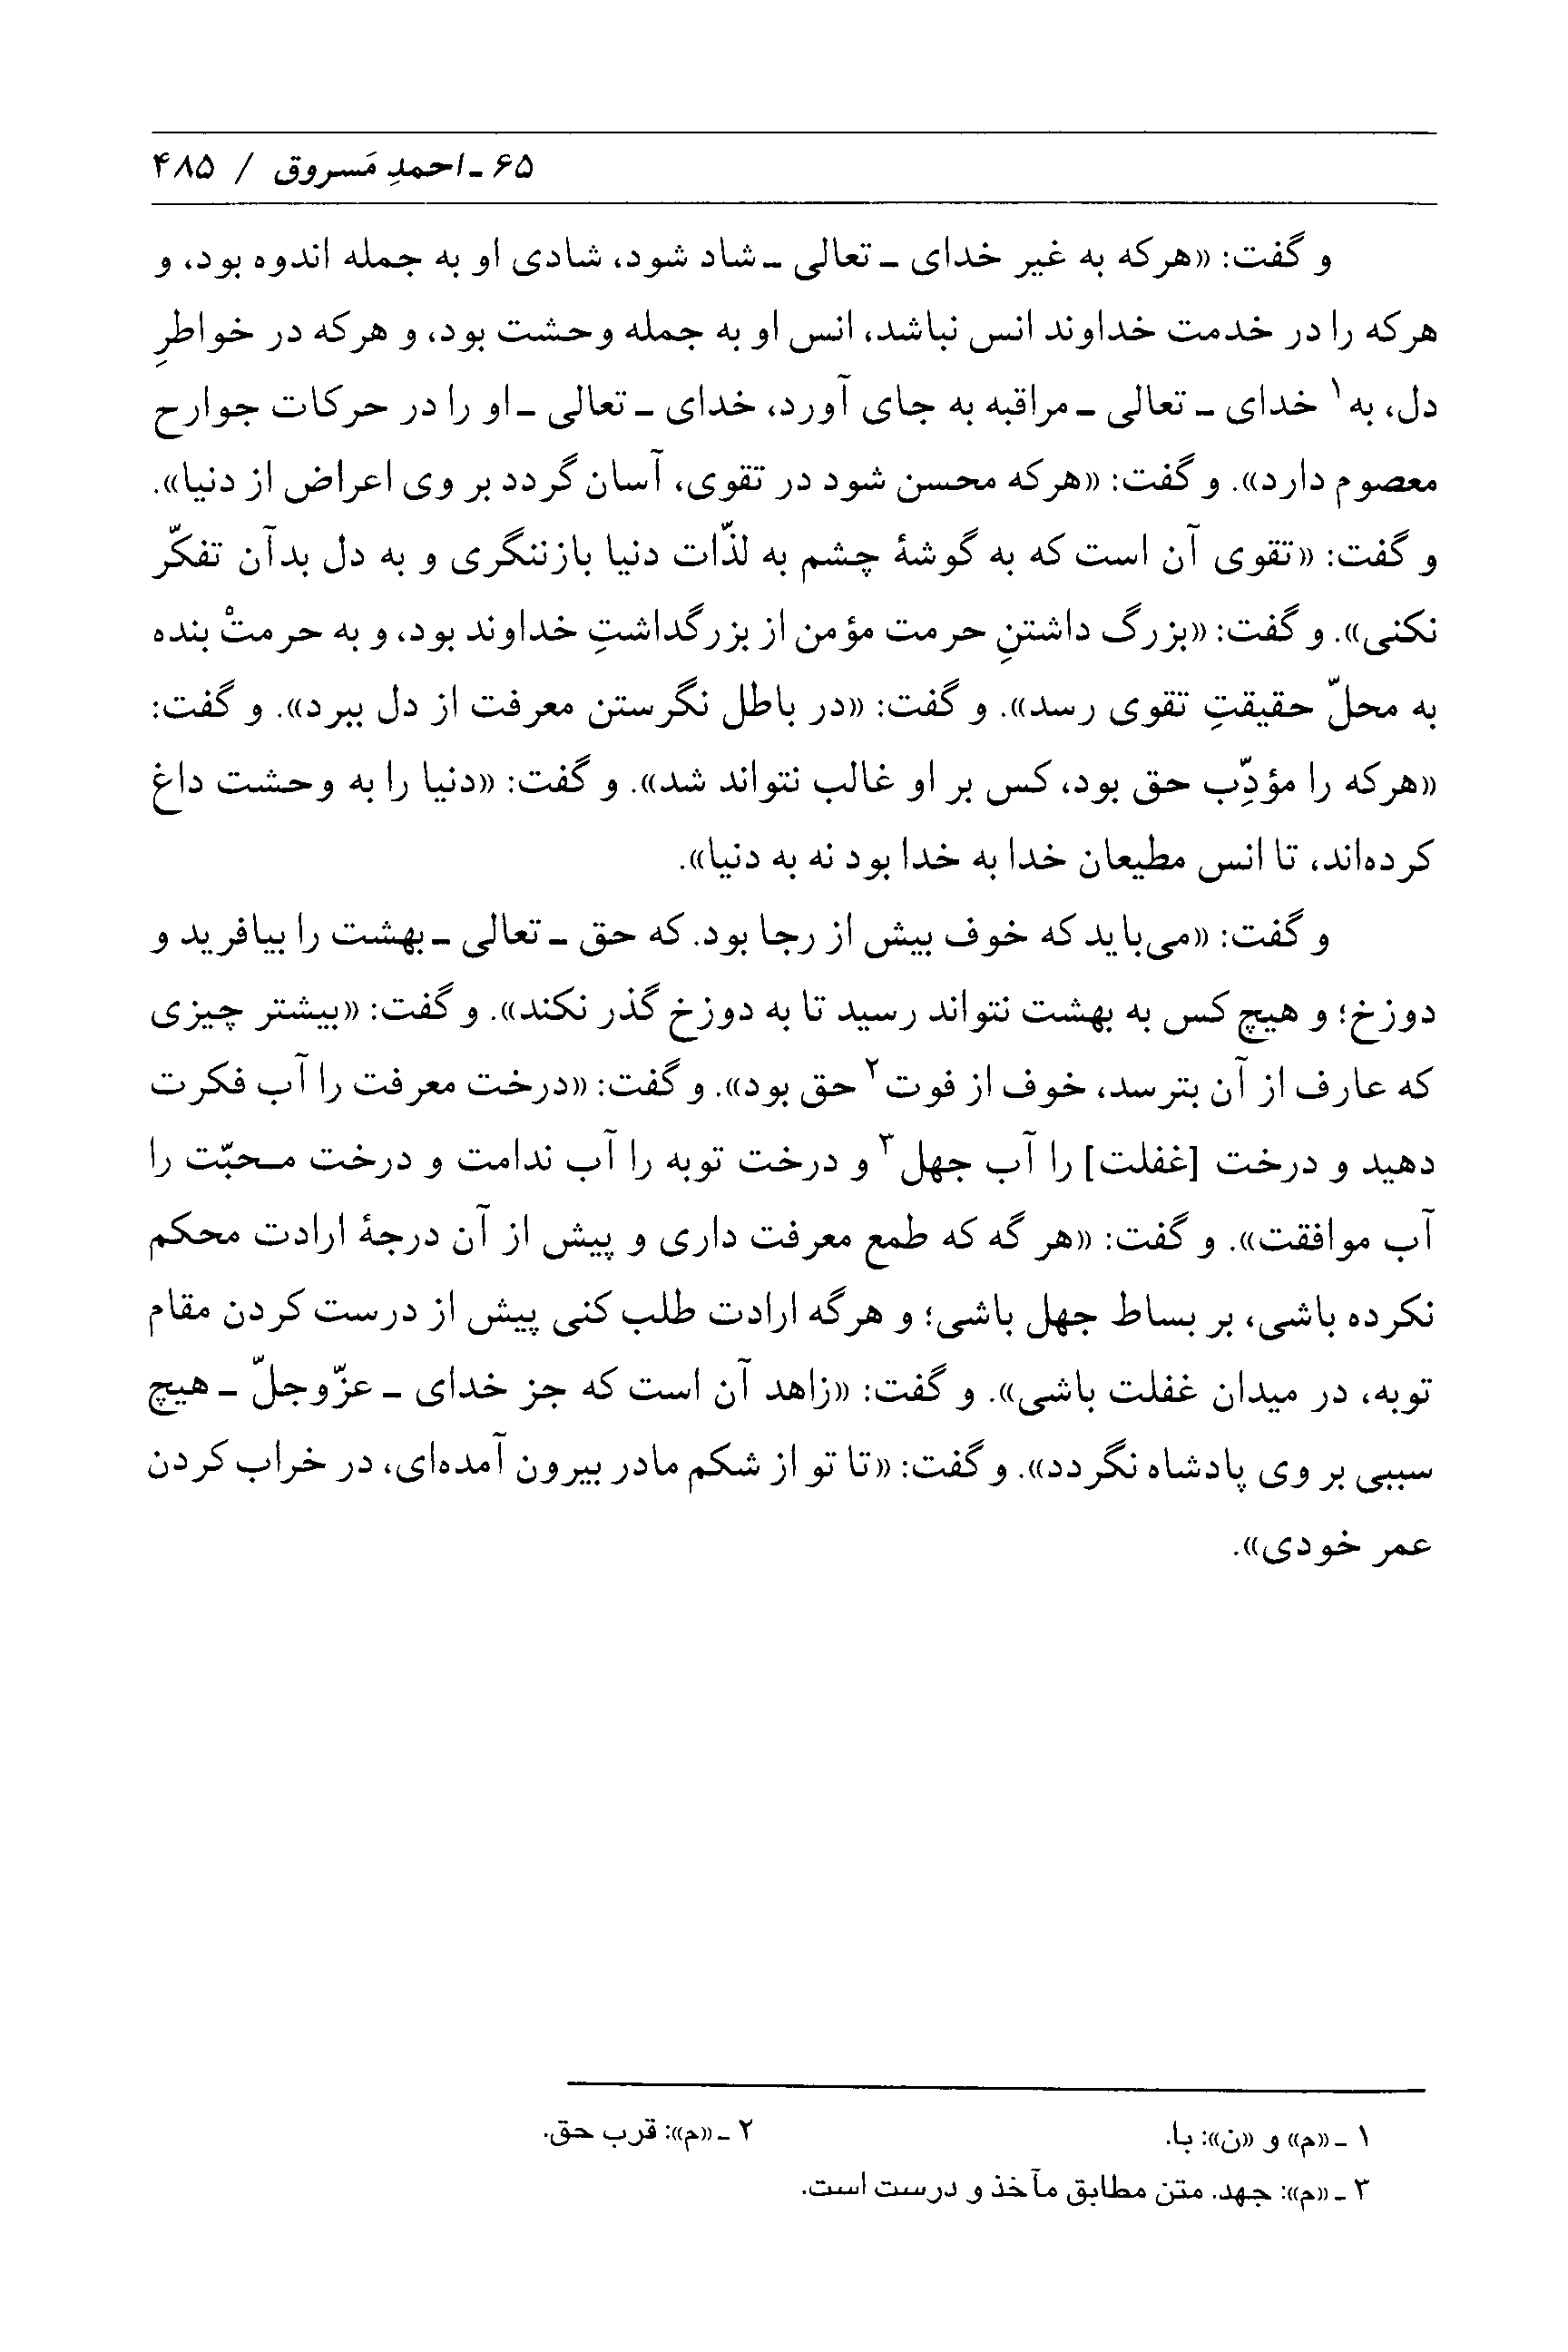 ۶۵ ـ احمدِ مَسروق / ۴۸۵
و گفت: «هرکه به غیر خدای ـ تعالی ـ شاد شود، شادی او به جمله اندوه بود، و
هرکه را در خدمت خداوند انس نباشد، انس او به جمله وحشت بود، و هرکه در خواطرِ
دل، به۱ خدای ـ تعالی ـ مراقبه به جای آورد، خدای ـ تعالی ـ او را در حرکات جوارح
معصوم دارد». و گفت: «هرکه محسن شود در تقوی، آسان گردد بر وی اعراض از دنیا».
و گفت: «تقوی آن است که به گوشهٔ چشم به لذّات دنیا بازننگری و به دل بدآن تفکّر
نکنی». و گفت: «بزرگ داشتنِ حرمت مؤمن از بزرگداشتِ خداوند بود، و به حرمتْ بنده
به محلّ حقیقتِ تقوی رسد». و گفت: «در باطل نگرستن معرفت از دل ببرد». و گفت:
«هرکه را مؤدِّب حق بود، کس بر او غالب نتواند شد». و گفت: «دنیا را به وحشت داغ
کرده‌اند، تا انس مطیعان خدا به خدا بود نه به دنیا».
و گفت: «می‌باید که خوف بیش از رجا بود. که حق ـ تعالی ـ بهشت را بیافرید و
دوزخ؛ و هیچ کس به بهشت نتواند رسید تا به دوزخ گذر نکند». و گفت: «بیشتر چیزی
که عارف از آن بترسد، خوف از فوت۲ حق بود». و گفت: «درخت معرفت را آب فکرت
دهید و درخت [غفلت] را آب جهل۳ و درخت توبه را آب ندامت و درخت محبّت را
آب موافقت». و گفت: «هر گه که طمع معرفت داری و پیش از آن درجهٔ ارادت محکم
نکرده باشی، بر بساط جهل باشی؛ و هرگه ارادت طلب کنی پیش از درست کردن مقام
توبه، در میدان غفلت باشی». و گفت: «زاهد آن است که جز خدای ـ عزّوجلّ ـ هیچ
سببی بر وی پادشاه نگردد». و گفت: «تا تو از شکم مادر بیرون آمده‌ای، در خراب کردن
عمر خودی».
۱ ـ «م» و «ن»: با. ۲ ـ «م»: قرب حق.
۳ ـ «م»: جهد. متن مطابق مآخذ و درست است.